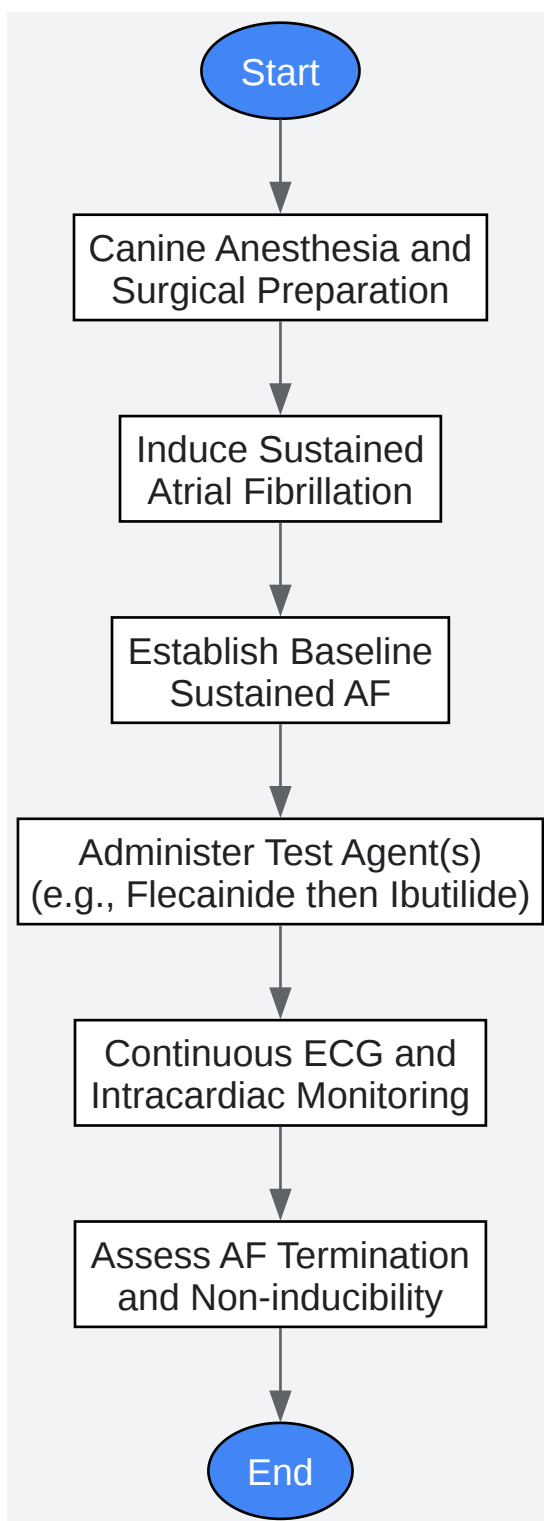 Start
Canine Anesthesia and
Surgical Preparation
Induce Sustained
Atrial Fibrillation
Establish Baseline
Sustained AF
Administer Test Agent(s)
(e.g., Flecainide then Ibutilide)
Continuous ECG and
Intracardiac Monitoring
Assess AF Termination
and Non-inducibility
End